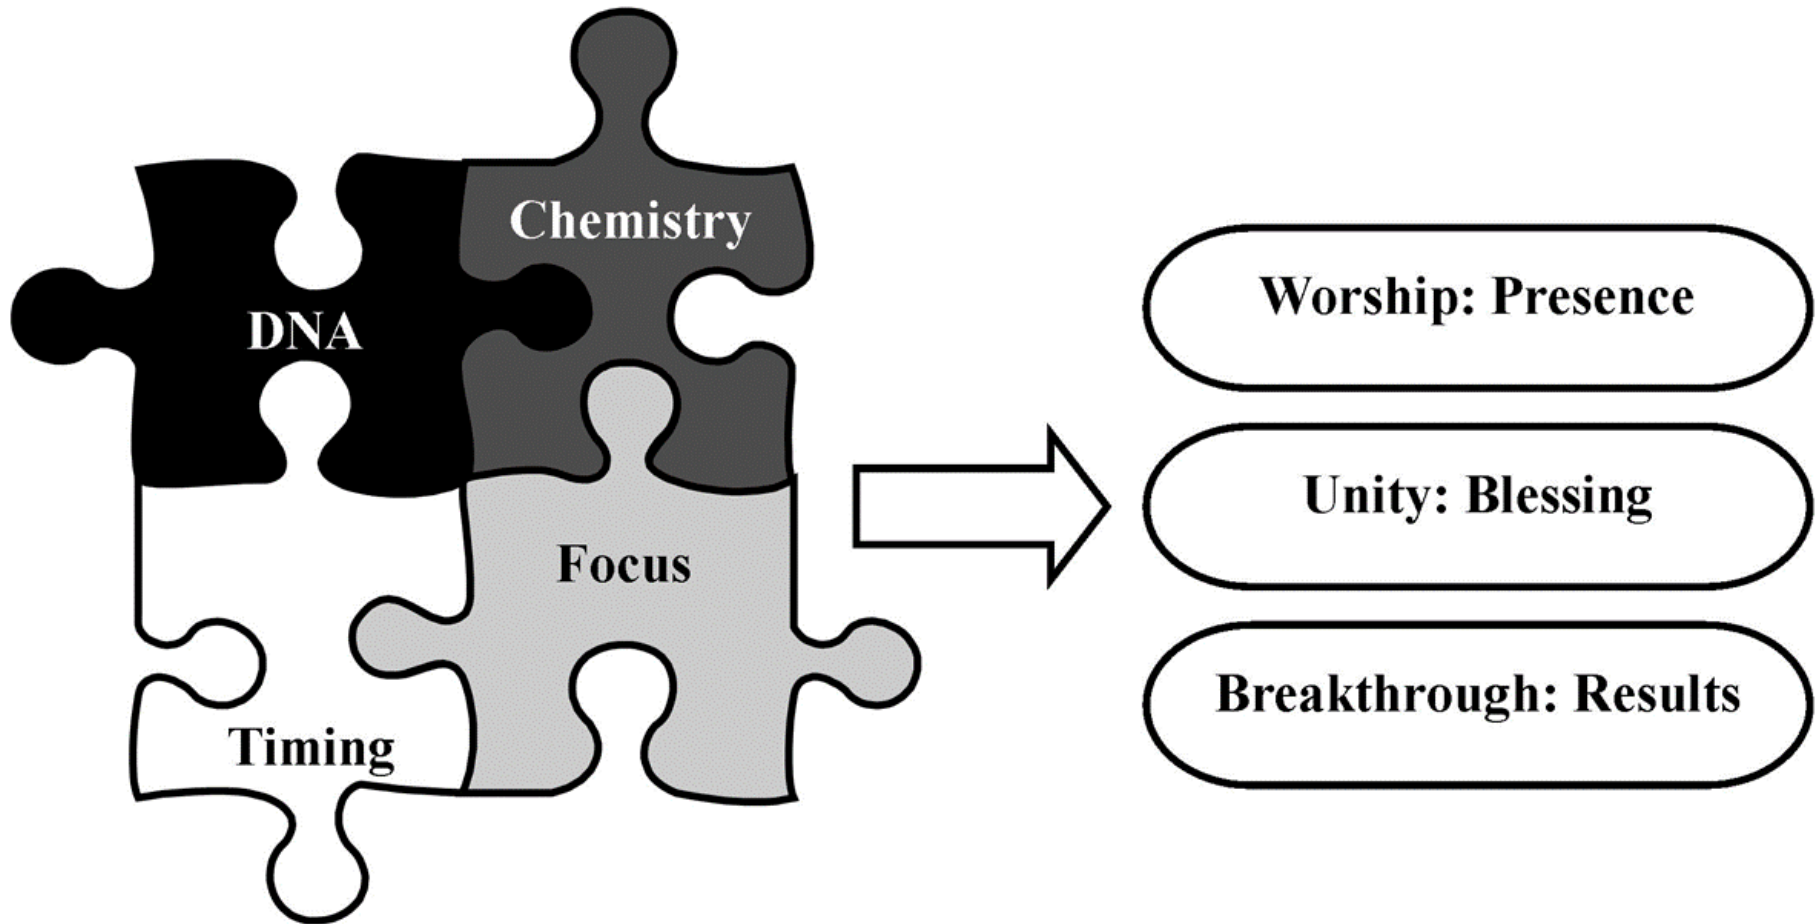 Chemistry
DNA
Focus
Timing
Worship: Presence
Unity: Blessing
Breakthrough: Results